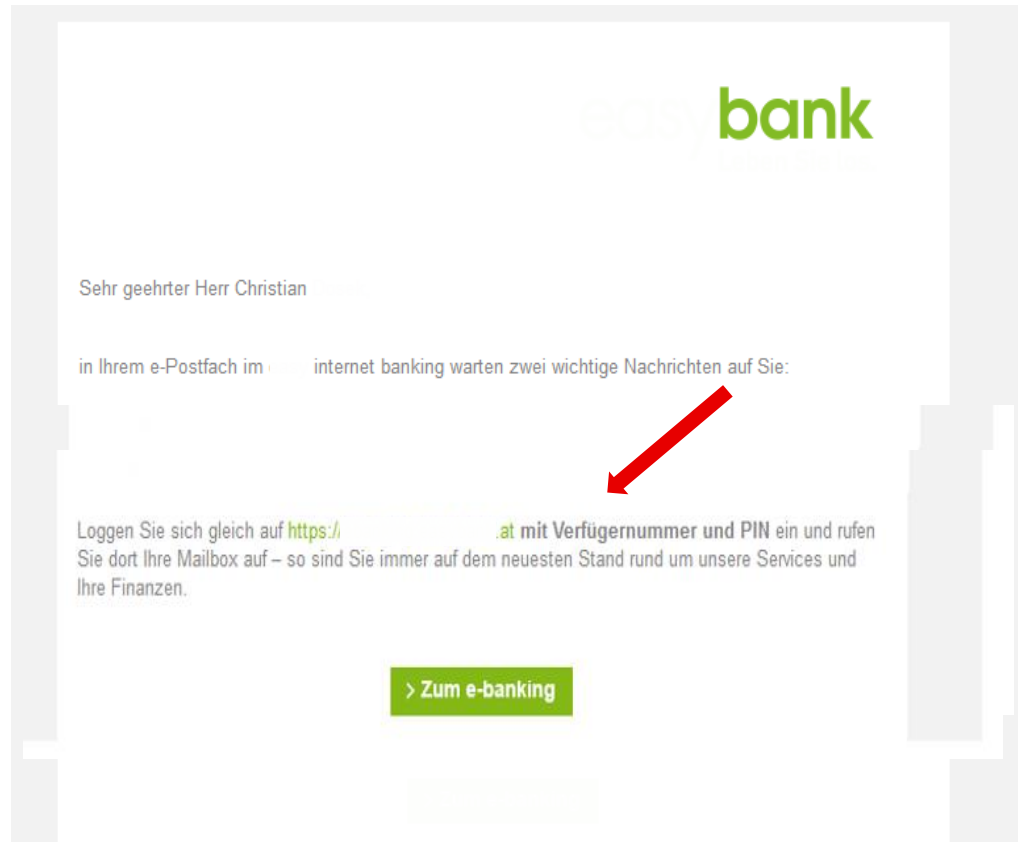 easybank
Sehr geehrter Herr Christian
in Ihrem e-Postfach im internet banking warten zwei wichtige Nachrichten auf Sie:
Loggen Sie sich gleich auf https:/ .at mit Verfügernummer und PIN ein und rufen
Sie dort Ihre Mailbox auf – so sind Sie immer auf dem neuesten Stand rund um unsere Services und
Ihre Finanzen.
> Zum e-banking